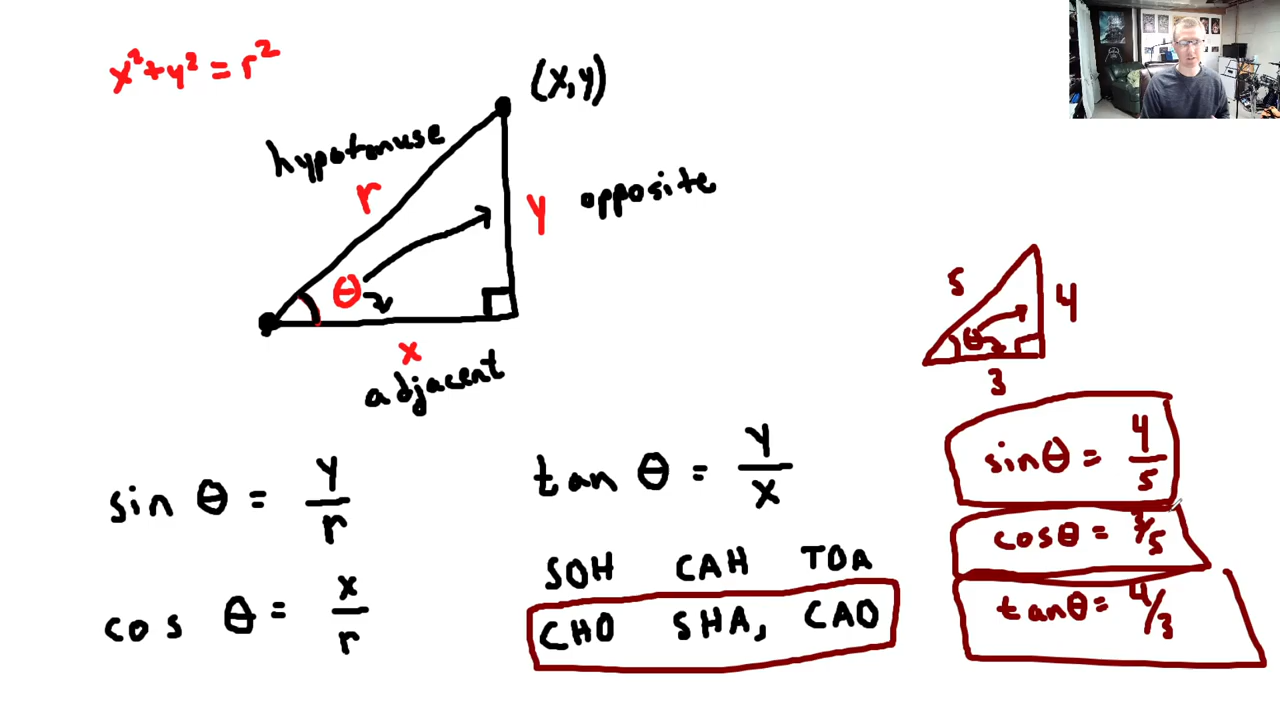 x²+y²=r²
(x,y)
hypotenuse
r
y opposite
θ
x
adjacent
5
4
θ
3
sin θ = y/r
tan θ = y/x
cos θ = x/r
SOH CAH TOA
CHO SHA, CAO
sinθ = 4/5
cosθ = 3/5
tanθ = 4/3